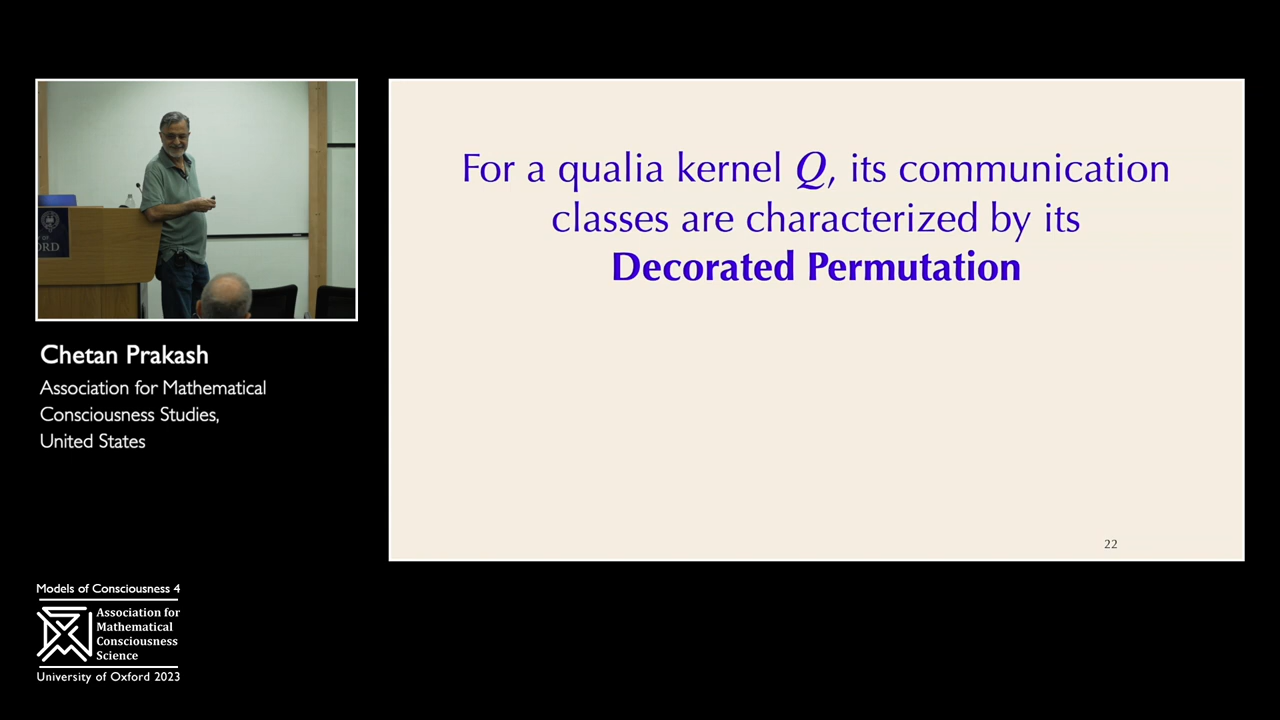 For a qualia kernel Q, its communication
classes are characterized by its
Decorated Permutation
22
ORD
Chetan Prakash
Association for Mathematical
Consciousness Studies,
United States
Models of Consciousness 4
Association for
Mathematical
Consciousness
Science
University of Oxford 2023